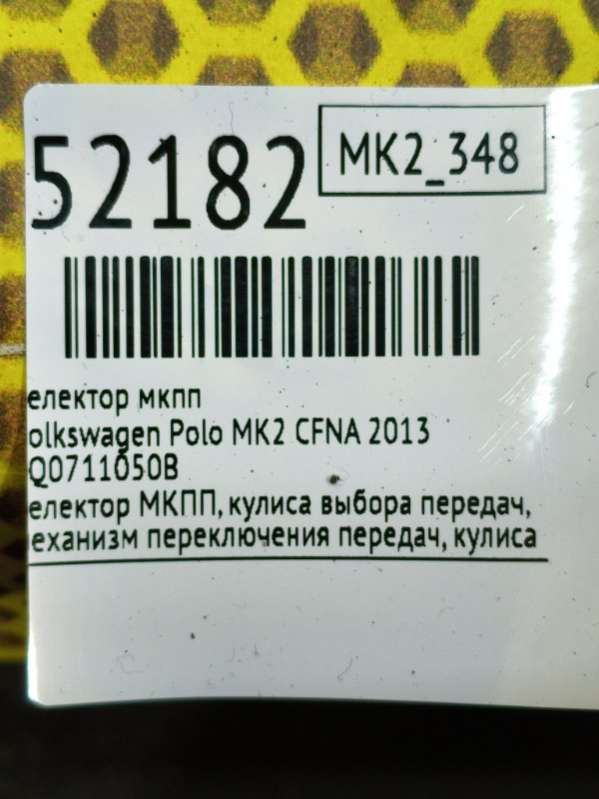 52182
MK2_348
електор мкпп
olkswagen Polo MK2 CFNA 2013
Q0711050B
електор МКПП, кулиса выбора передач,
еханизм переключения передач, кулиса